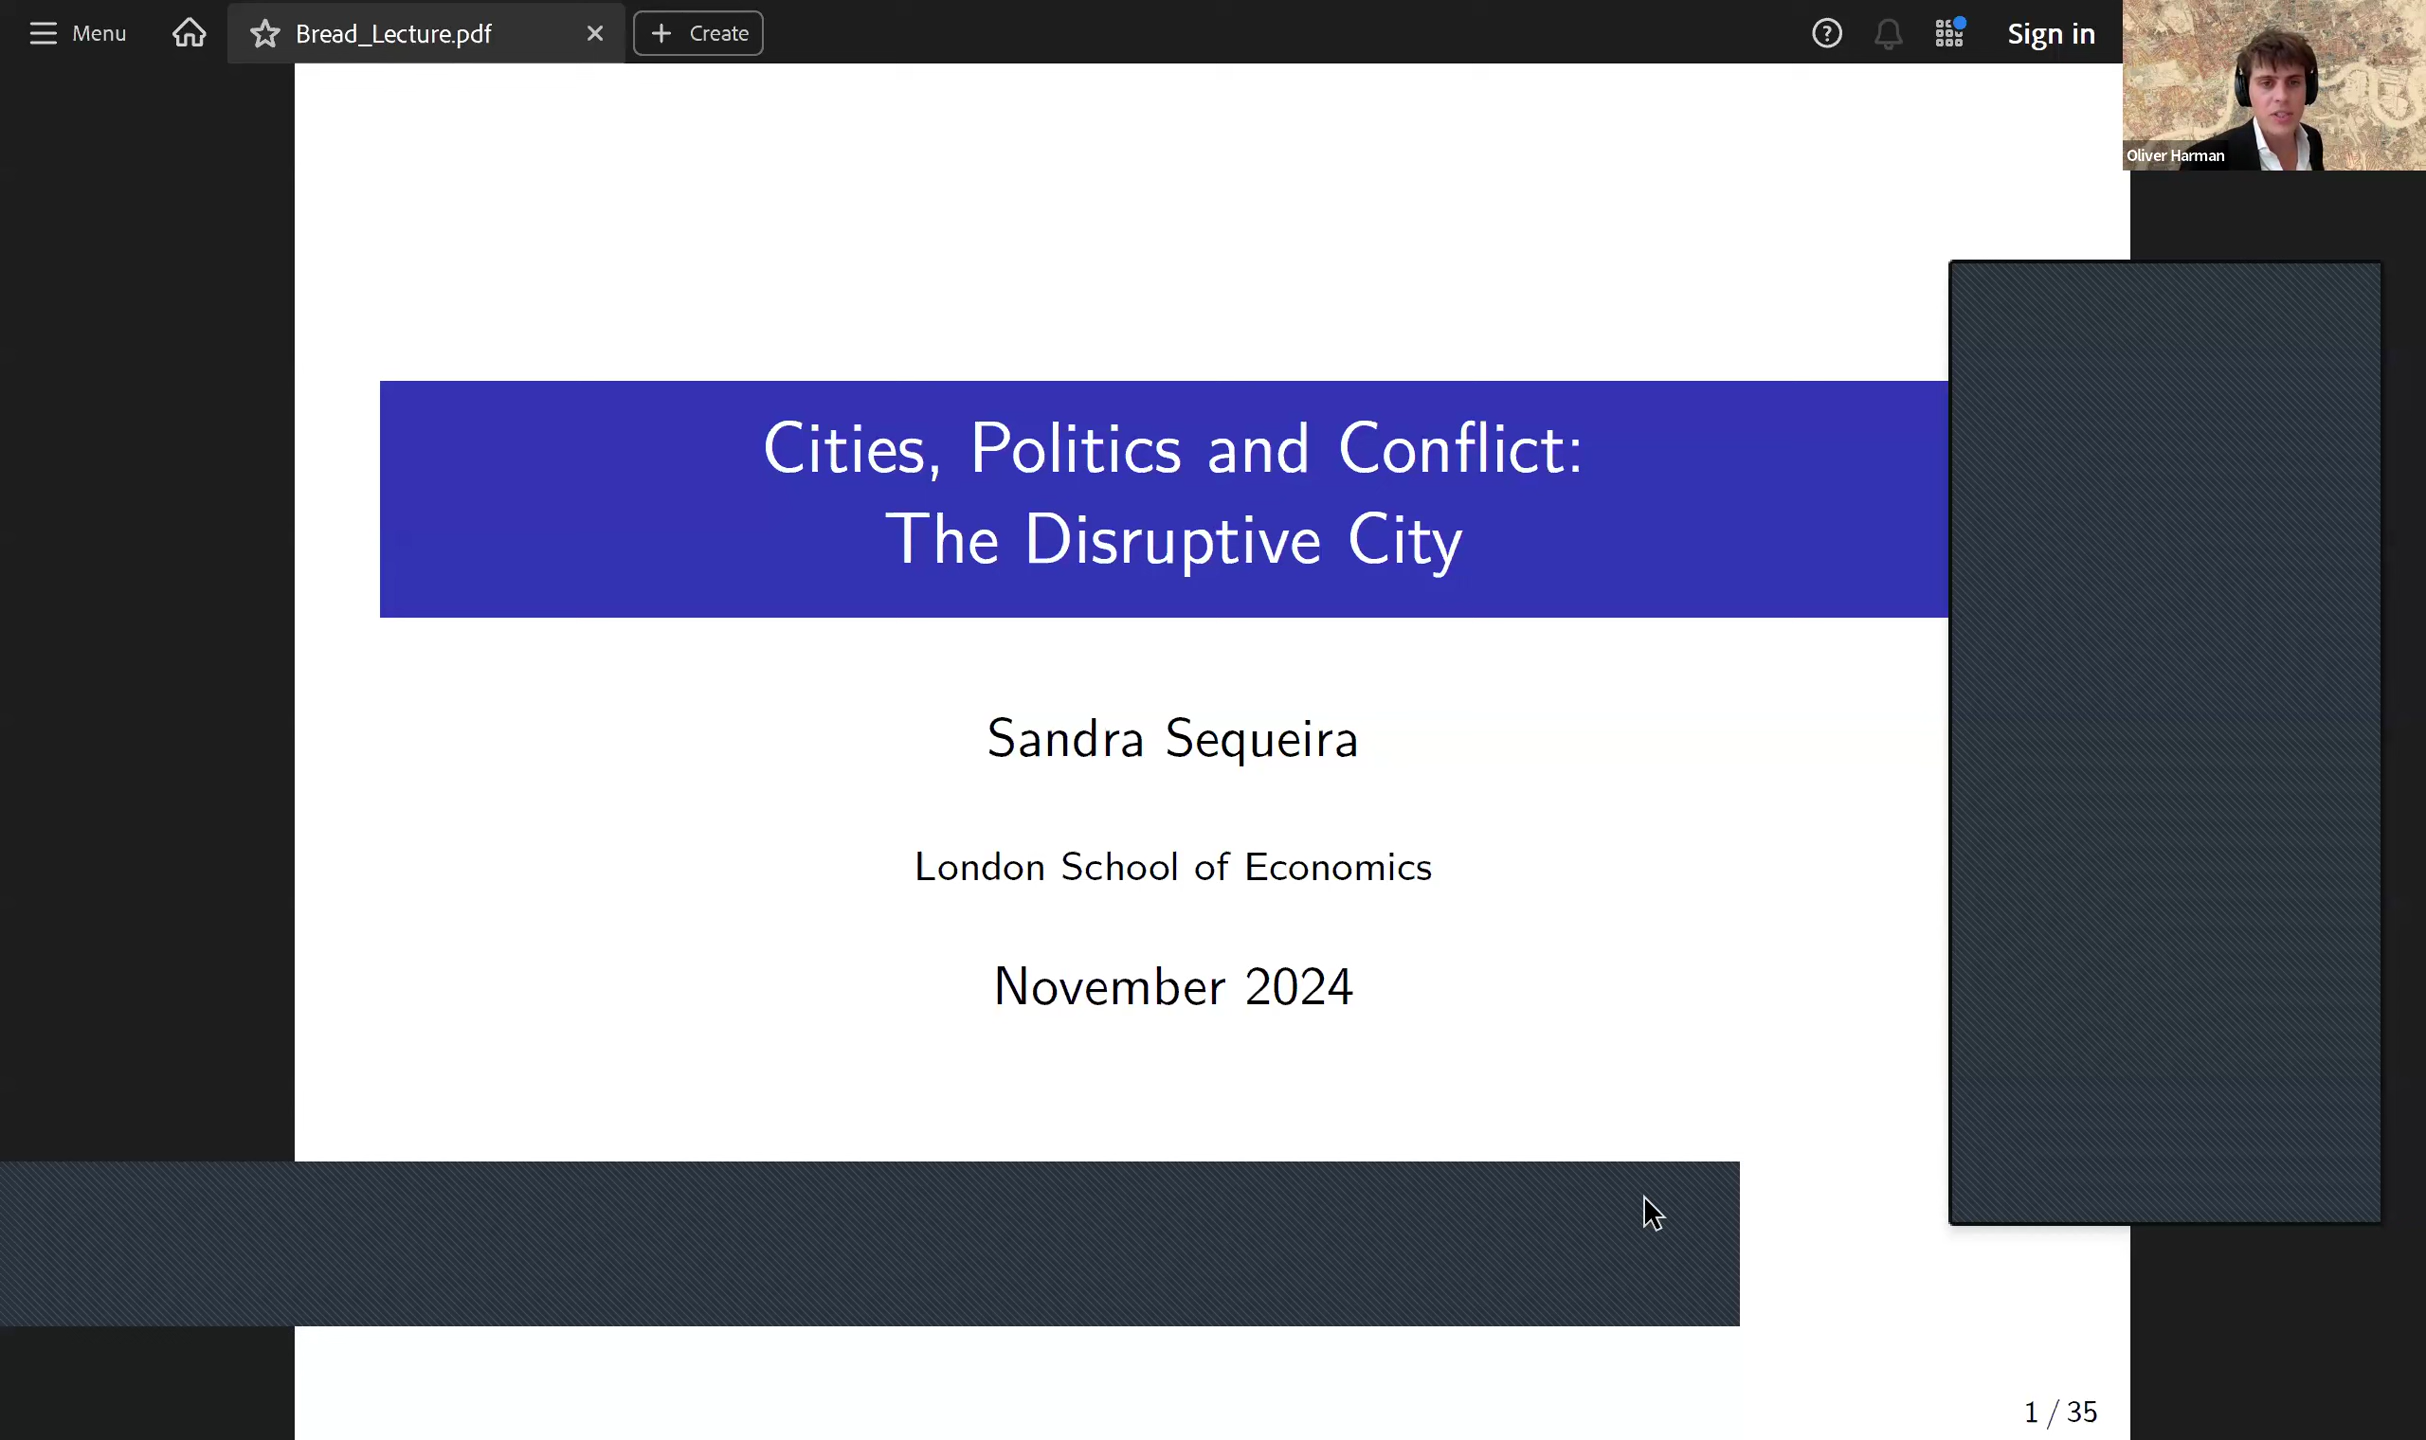 Menu
Bread_Lecture.pdf
Create
Sign in
Oliver Harman
Cities, Politics and Conflict:
The Disruptive City
Sandra Sequeira
London School of Economics
November 2024
1 / 35